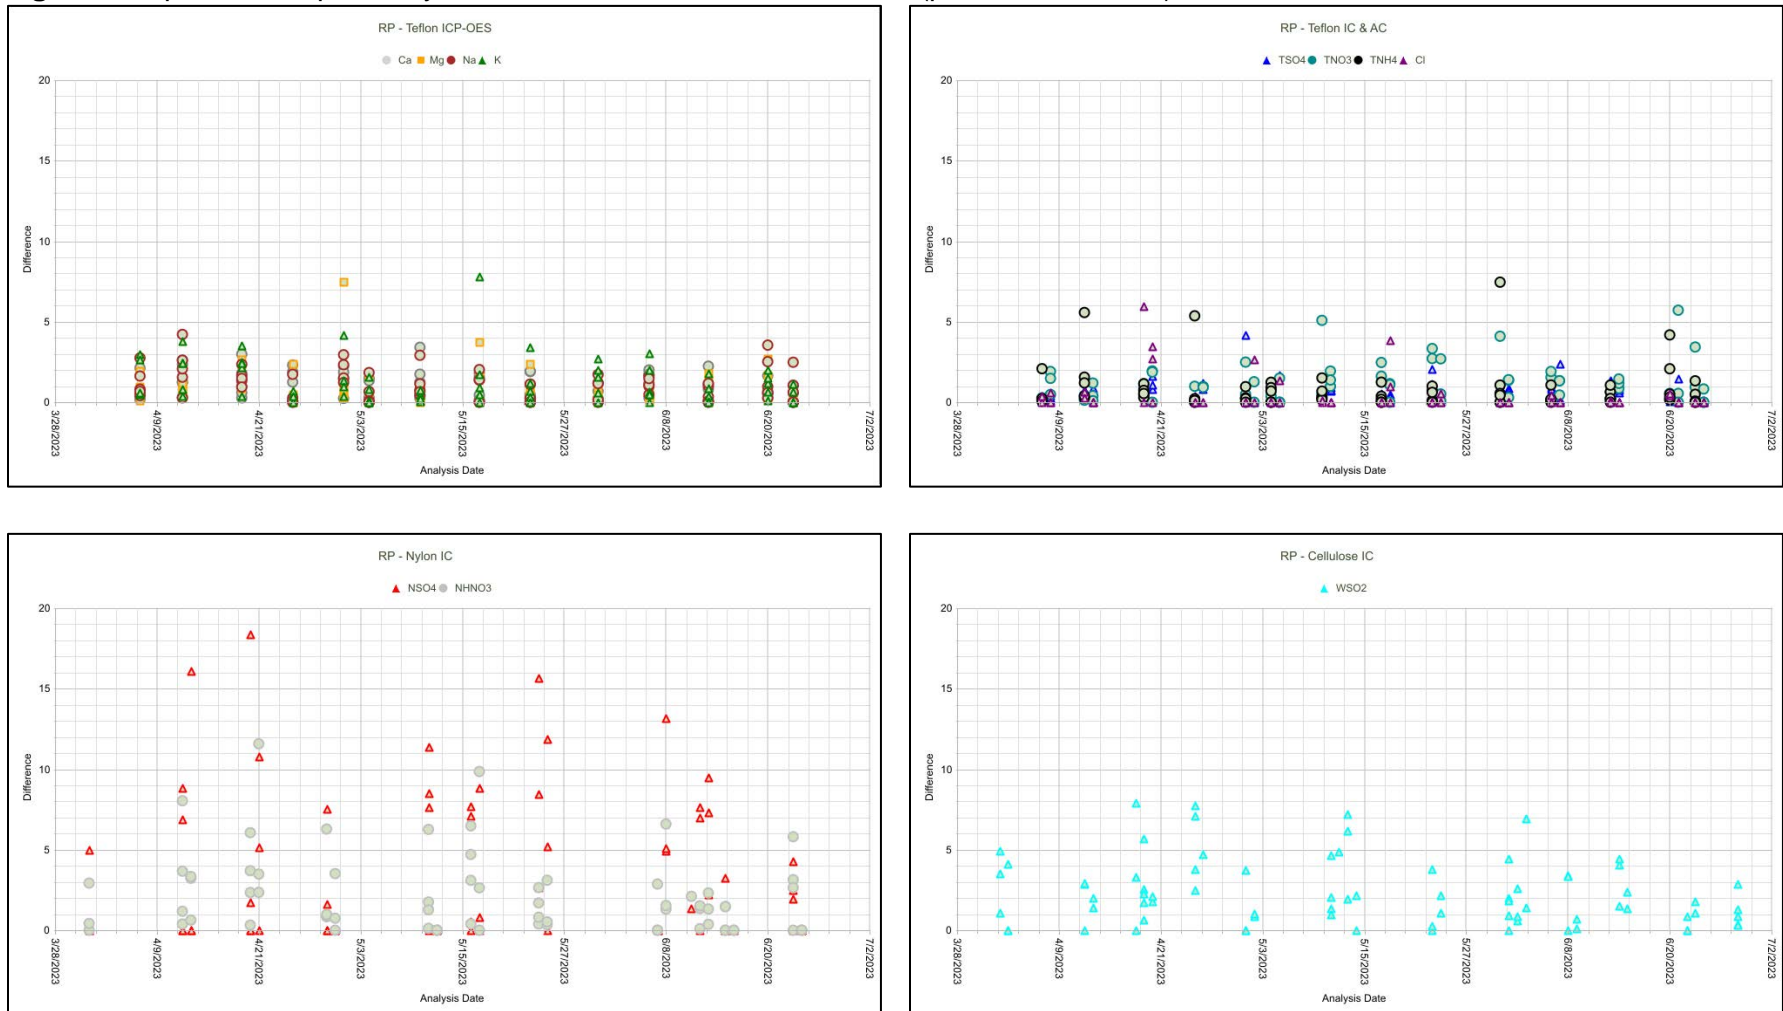 RP - Teflon ICP-OES
Ca Mg Na K
20
15
10
5
0
Difference
3/28/2023 4/9/2023 4/21/2023 5/3/2023 5/15/2023 5/27/2023 6/8/2023 6/20/2023 7/2/2023
Analysis Date
RP - Teflon IC & AC
TSO4 TNO3 TNH4 Cl
20
15
10
5
0
Difference
3/28/2023 4/9/2023 4/21/2023 5/3/2023 5/15/2023 5/27/2023 6/8/2023 6/20/2023 7/2/2023
Analysis Date
RP - Nylon IC
NSO4 NHNO3
20
15
10
5
0
Difference
3/28/2023 4/9/2023 4/21/2023 5/3/2023 5/15/2023 5/27/2023 6/8/2023 6/20/2023 7/2/2023
Analysis Date
RP - Cellulose IC
WSO2
20
15
10
5
0
Difference
3/28/2023 4/9/2023 4/21/2023 5/3/2023 5/15/2023 5/27/2023 6/8/2023 6/20/2023 7/2/2023
Analysis Date